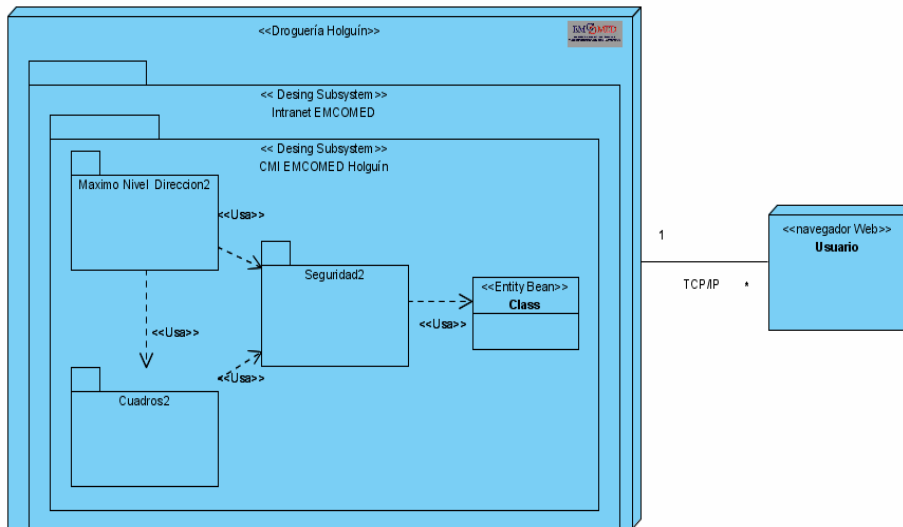 <<Droguería Holguín>>
EMCOMED
<< Desing Subsystem >>
Intranet EMCOMED
<< Desing Subsystem >>
CMI EMCOMED Holguín
Maximo Nivel Direccion2
<<Usa>>
Seguridad2
<<Entity Bean>>
Class
<<Usa>>
<<Usa>>
<<Usa>>
Cuadros2
1
TCP/IP
*
<<navegador Web>>
Usuario